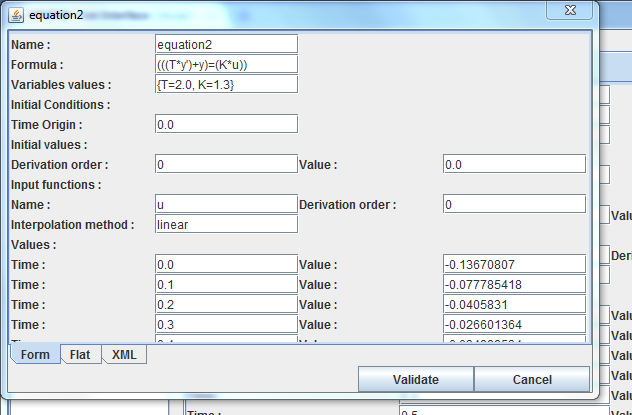 equation2
Name : equation2
Formula : (((T*y')+y)=(K*u))
Variables values : {T=2.0, K=1.3}
Initial Conditions :
Time Origin : 0.0
Initial values :
Derivation order : 0 Value : 0.0
Input functions :
Name : u Derivation order : 0
Interpolation method : linear
Values :
Time : 0.0 Value : -0.13670807
Time : 0.1 Value : -0.077785418
Time : 0.2 Value : -0.0405831
Time : 0.3 Value : -0.026601364
Form Flat XML
Validate Cancel
Valu
Deri
Valu
Valu
Valu
Valu
Valu
Time : 0.5